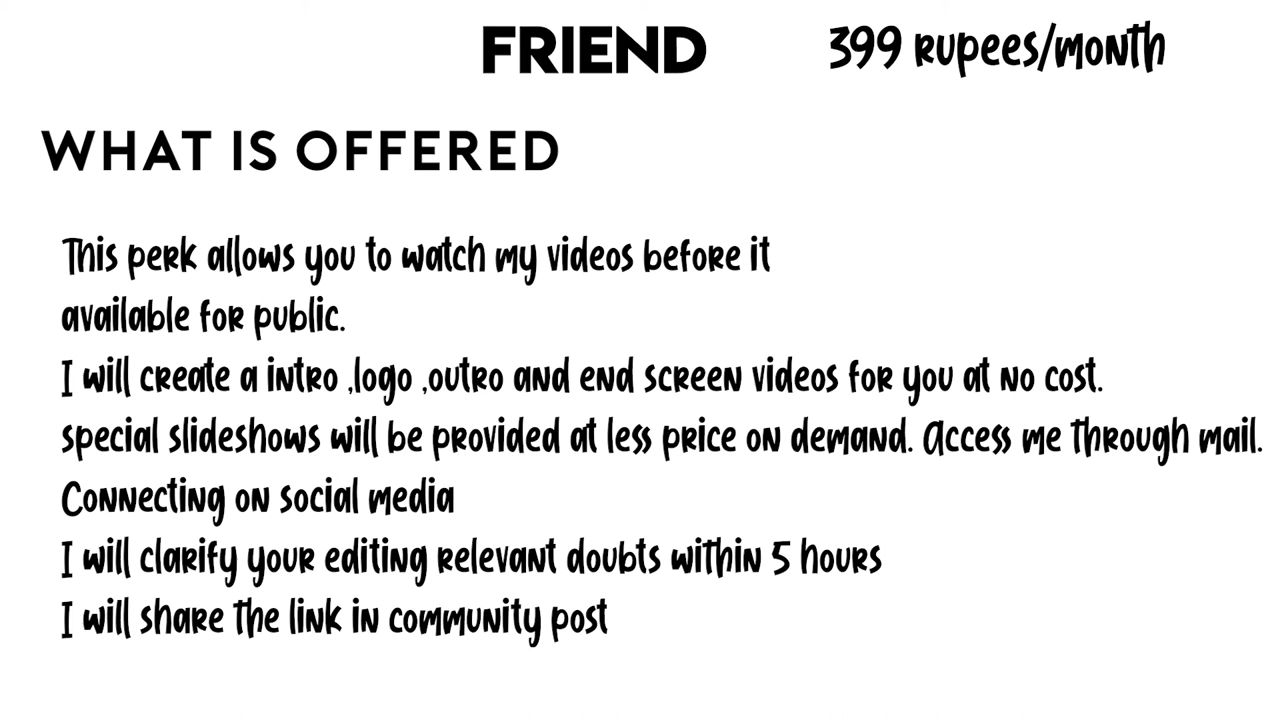 FRIEND 399 rupees/month
WHAT IS OFFERED
This perk allows you to watch my videos before it
available for public.
I will create a intro ,logo ,outro and end screen videos for you at no cost.
special slideshows will be provided at less price on demand. Access me through mail.
Connecting on social media
I will clarify your editing relevant doubts within 5 hours
I will share the link in community post